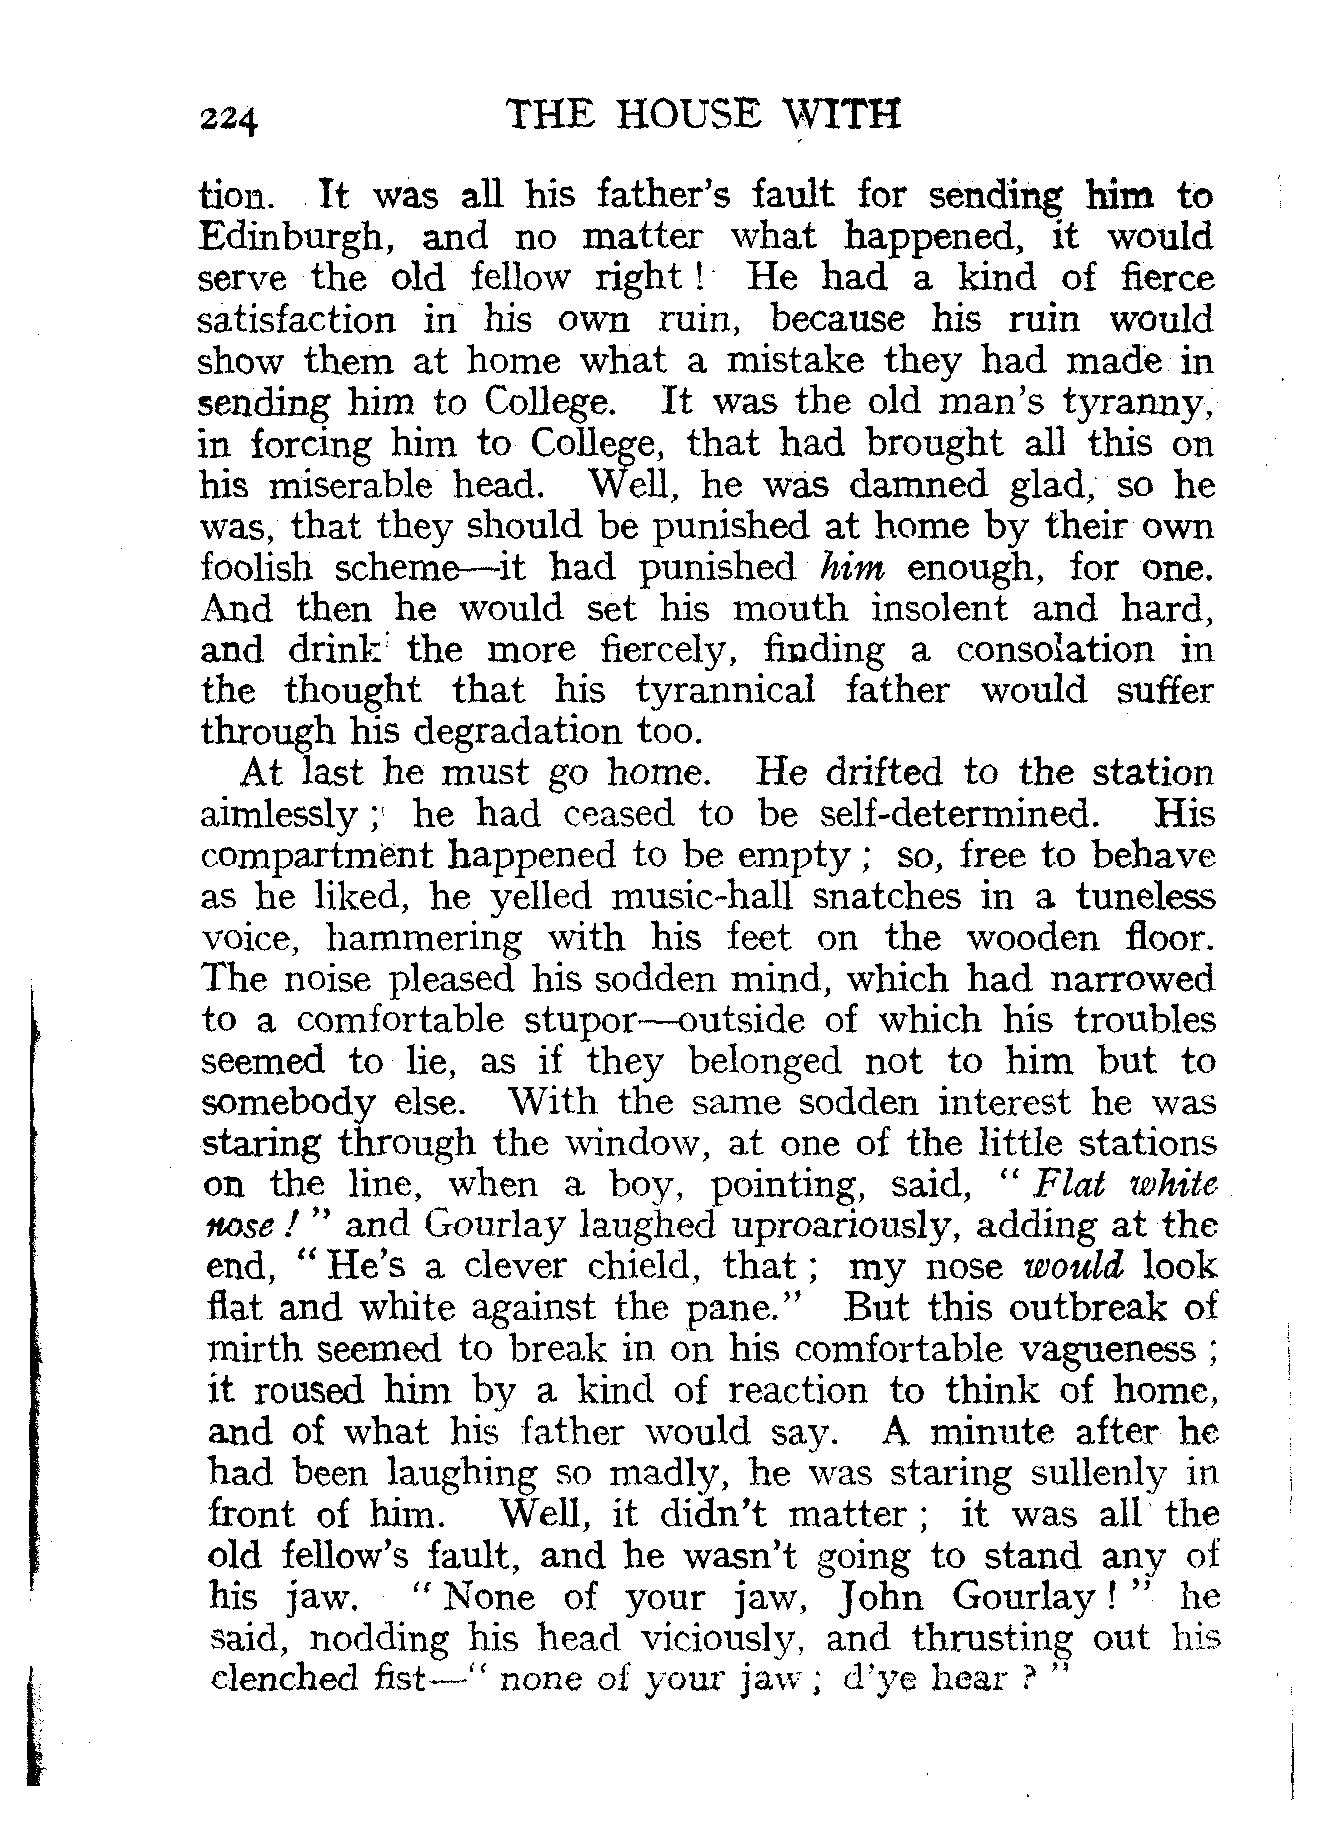 224 THE HOUSE WITH
tion. It was all his father's fault for sending him to
Edinburgh, and no matter what happened, it would
serve the old fellow right ! He had a kind of fierce
satisfaction in his own ruin, because his ruin would
show them at home what a mistake they had made in
sending him to College. It was the old man's tyranny,
in forcing him to College, that had brought all this on
his miserable head. Well, he was damned glad, so he
was, that they should be punished at home by their own
foolish scheme—it had punished him enough, for one.
And then he would set his mouth insolent and hard,
and drink the more fiercely, finding a consolation in
the thought that his tyrannical father would suffer
through his degradation too.
At last he must go home. He drifted to the station
aimlessly ; he had ceased to be self-determined. His
compartment happened to be empty ; so, free to behave
as he liked, he yelled music-hall snatches in a tuneless
voice, hammering with his feet on the wooden floor.
The noise pleased his sodden mind, which had narrowed
to a comfortable stupor—outside of which his troubles
seemed to lie, as if they belonged not to him but to
somebody else. With the same sodden interest he was
staring through the window, at one of the little stations
on the line, when a boy, pointing, said, " Flat white
nose ! " and Gourlay laughed uproariously, adding at the
end, " He's a clever chield, that ; my nose would look
flat and white against the pane." But this outbreak of
mirth seemed to break in on his comfortable vagueness ;
it roused him by a kind of reaction to think of home,
and of what his father would say. A minute after he
had been laughing so madly, he was staring sullenly in
front of him. Well, it didn't matter ; it was all the
old fellow's fault, and he wasn't going to stand any of
his jaw. " None of your jaw, John Gourlay ! " he
said, nodding his head viciously, and thrusting out his
clenched fist—" none of your jaw ; d'ye hear ? "